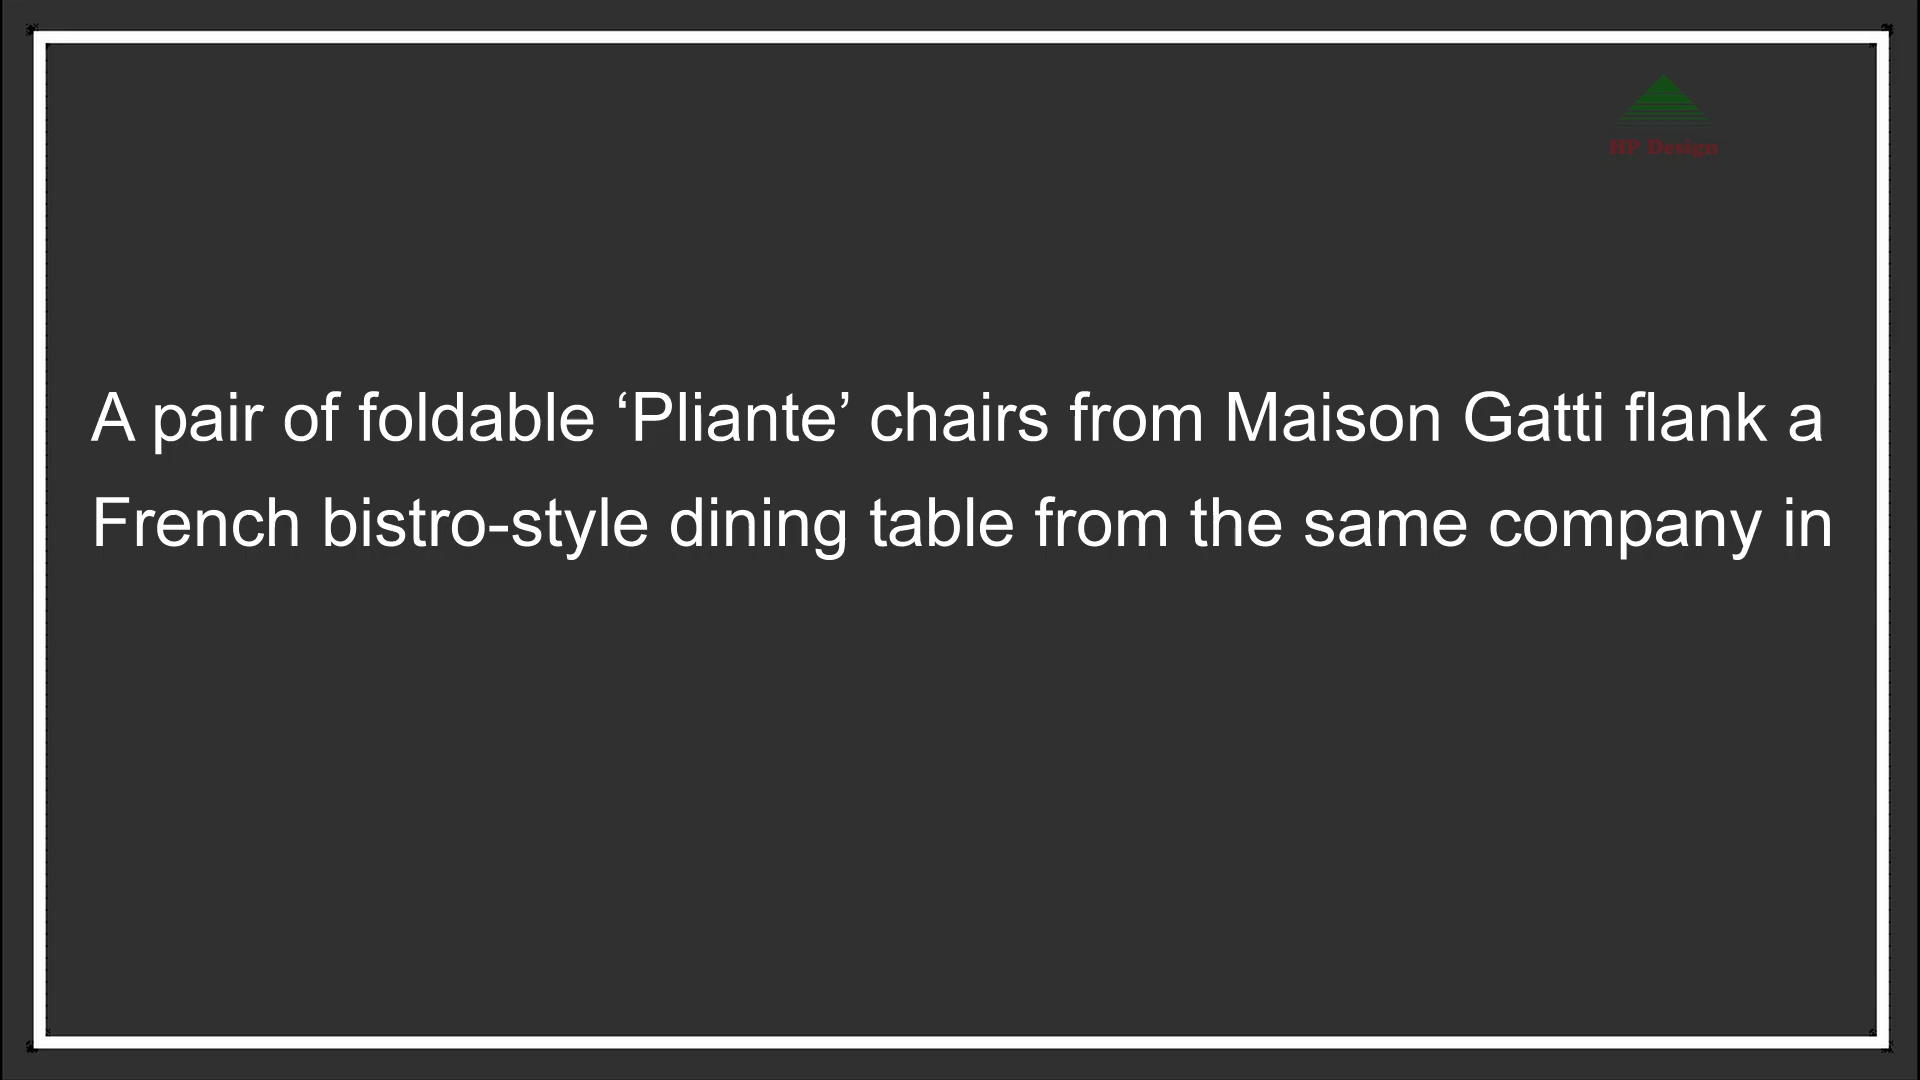 HP Design
A pair of foldable ‘Pliante’ chairs from Maison Gatti flank a
French bistro-style dining table from the same company in